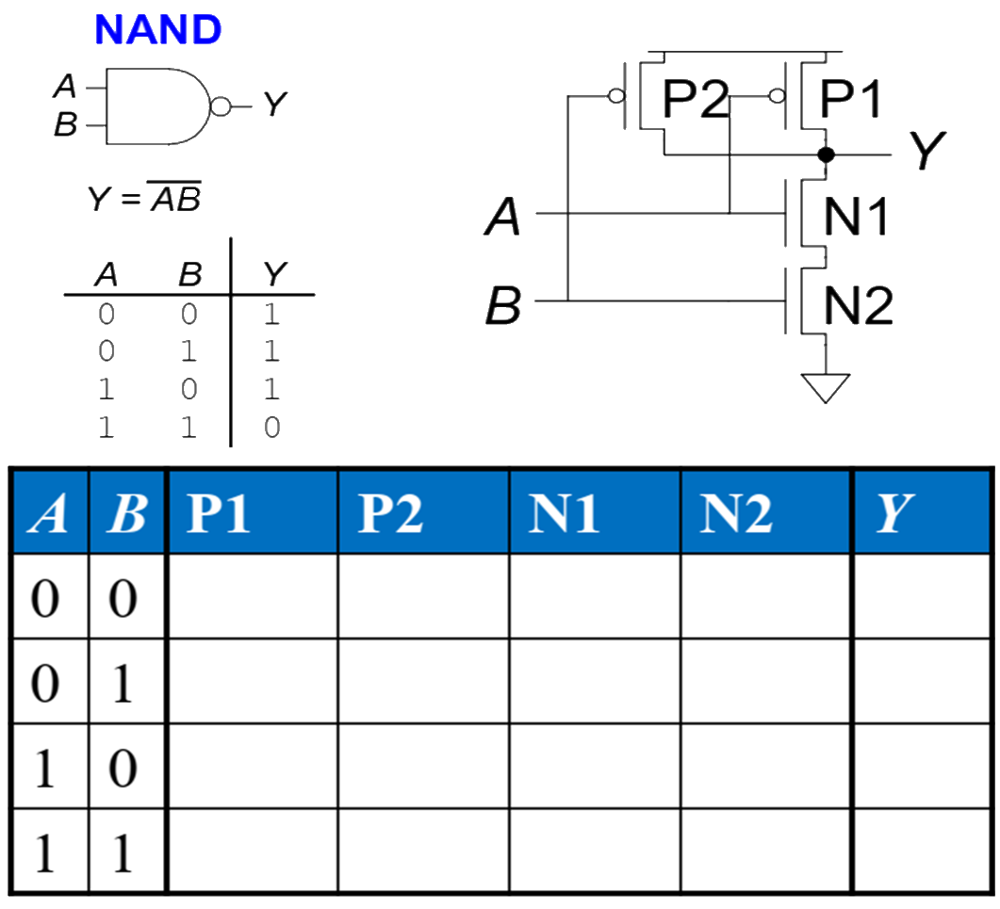 NAND
A
B
Y
Y = \overline{AB}
A B Y
0 0 1
0 1 1
1 0 1
1 1 0
P2 P1
Y
A
N1
B
N2
A B P1 P2 N1 N2 Y
0 0
0 1
1 0
1 1